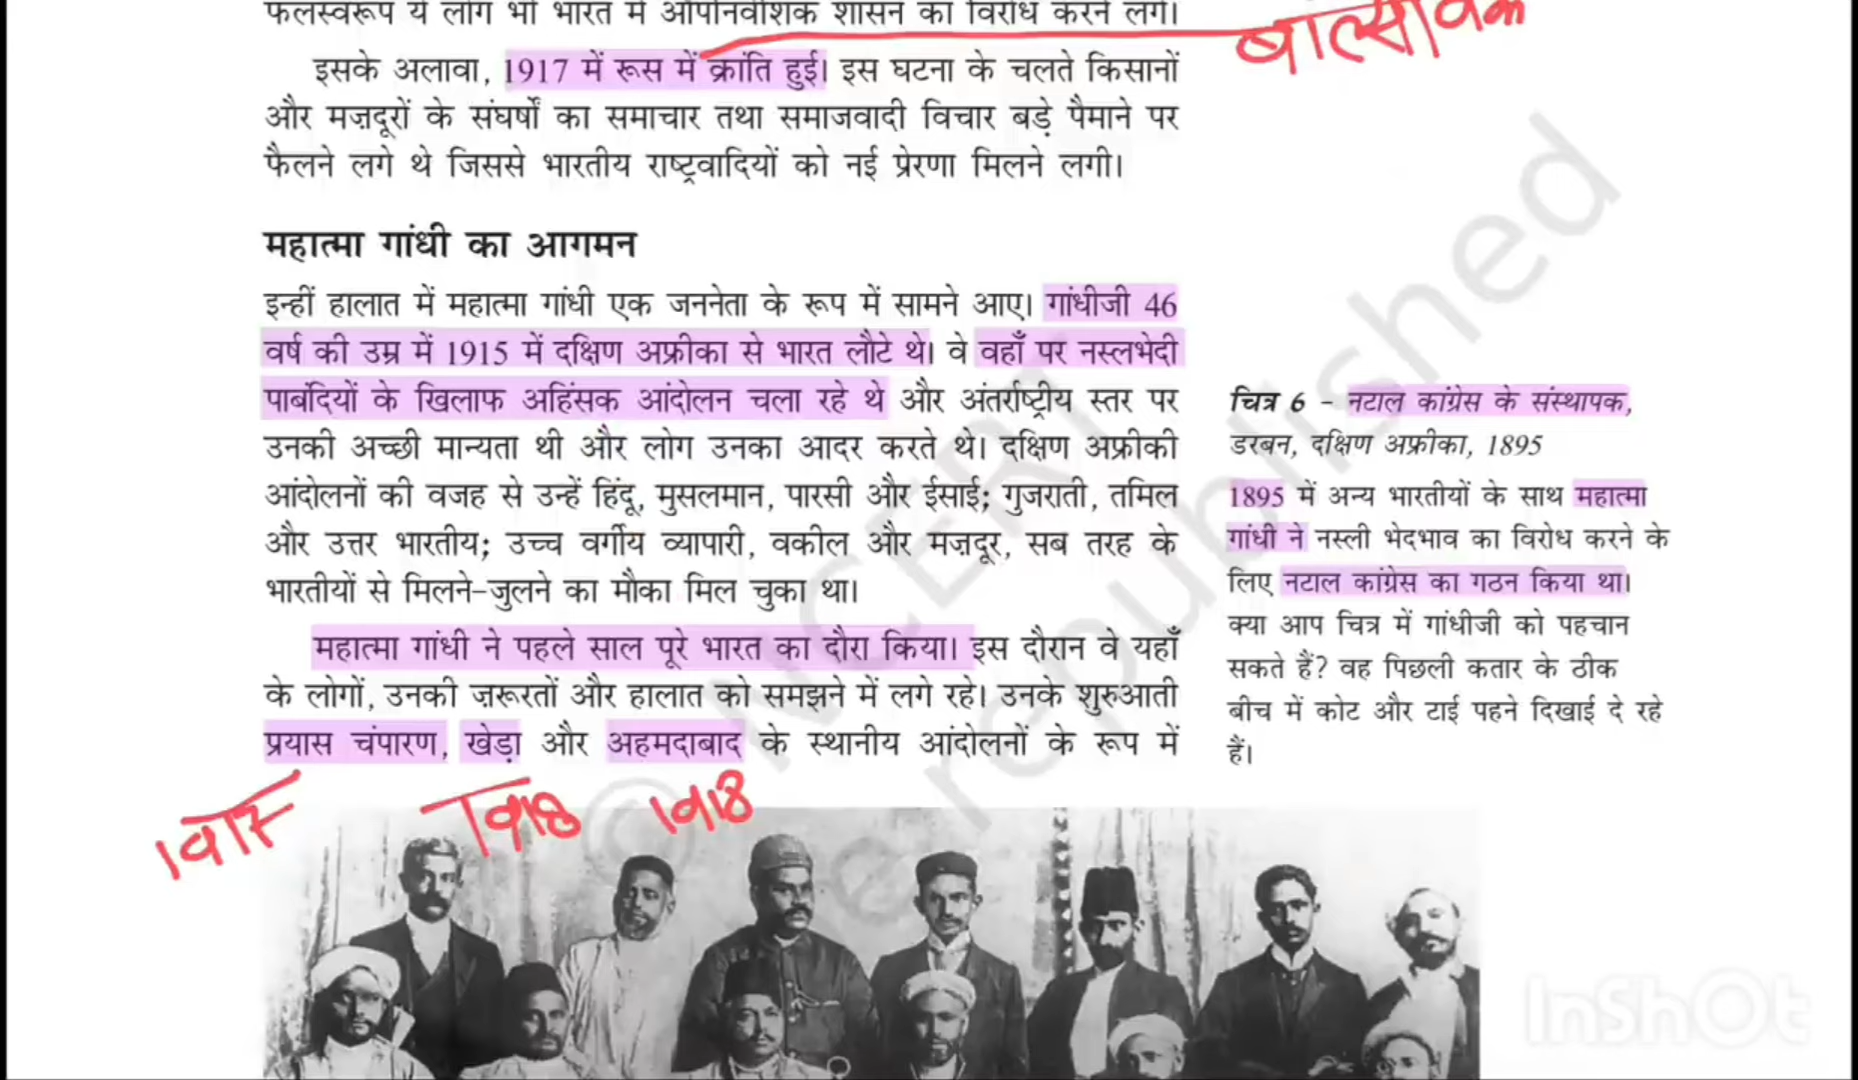 फलस्वरूप ये लोग भी भारत में औपनिवेशिक शासन का विरोध करने लगे।
इसके अलावा, 1917 में रूस में क्रांति हुई। इस घटना के चलते किसानों
और मज़दूरों के संघर्षों का समाचार तथा समाजवादी विचार बड़े पैमाने पर
फैलने लगे थे जिससे भारतीय राष्ट्रवादियों को नई प्रेरणा मिलने लगी।
महात्मा गांधी का आगमन
इन्हीं हालात में महात्मा गांधी एक जननेता के रूप में सामने आए। गांधीजी 46
वर्ष की उम्र में 1915 में दक्षिण अफ़्रीका से भारत लौटे थे। वे वहाँ पर नस्लभेदी
पाबंदियों के खिलाफ अहिंसक आंदोलन चला रहे थे और अंतर्राष्ट्रीय स्तर पर
उनकी अच्छी मान्यता थी और लोग उनका आदर करते थे। दक्षिण अफ्रीकी
आंदोलनों की वजह से उन्हें हिंदू, मुसलमान, पारसी और ईसाई; गुजराती, तमिल
और उत्तर भारतीय; उच्च वर्गीय व्यापारी, वकील और मज़दूर, सब तरह के
भारतीयों से मिलने-जुलने का मौका मिल चुका था।
महात्मा गांधी ने पहले साल पूरे भारत का दौरा किया। इस दौरान वे यहाँ
के लोगों, उनकी ज़रूरतों और हालात को समझने में लगे रहे। उनके शुरुआती
प्रयास चंपारण, खेड़ा और अहमदाबाद के स्थानीय आंदोलनों के रूप में
1918 1918
चित्र 6 – नटाल कांग्रेस के संस्थापक,
डरबन, दक्षिण अफ्रीका, 1895
1895 में अन्य भारतीयों के साथ महात्मा
गांधी ने नस्ली भेदभाव का विरोध करने के
लिए नटाल कांग्रेस का गठन किया था।
क्या आप चित्र में गांधीजी को पहचान
सकते हैं? वह पिछली कतार के ठीक
बीच में कोट और टाई पहने दिखाई दे रहे
हैं।
© NCERT
republished
InShOt